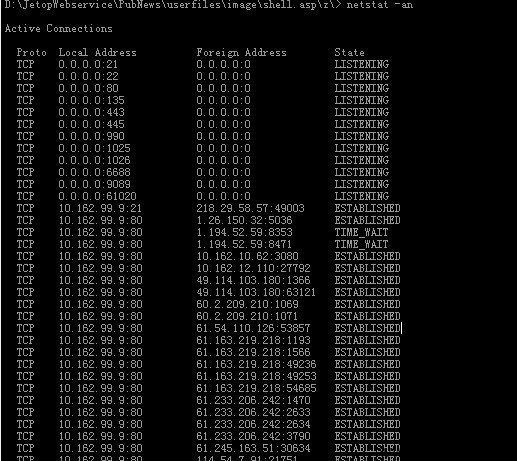 D:\JetopWebservice\PubNews\userfiles\image\shell.asp\z\> netstat -an
Active Connections
Proto Local Address Foreign Address State
TCP 0.0.0.0:21 0.0.0.0:0 LISTENING
TCP 0.0.0.0:22 0.0.0.0:0 LISTENING
TCP 0.0.0.0:80 0.0.0.0:0 LISTENING
TCP 0.0.0.0:135 0.0.0.0:0 LISTENING
TCP 0.0.0.0:443 0.0.0.0:0 LISTENING
TCP 0.0.0.0:445 0.0.0.0:0 LISTENING
TCP 0.0.0.0:990 0.0.0.0:0 LISTENING
TCP 0.0.0.0:1025 0.0.0.0:0 LISTENING
TCP 0.0.0.0:1026 0.0.0.0:0 LISTENING
TCP 0.0.0.0:6688 0.0.0.0:0 LISTENING
TCP 0.0.0.0:9089 0.0.0.0:0 LISTENING
TCP 0.0.0.0:61020 0.0.0.0:0 LISTENING
TCP 10.162.99.9:21 218.29.58.57:49003 ESTABLISHED
TCP 10.162.99.9:80 1.26.150.32:5036 ESTABLISHED
TCP 10.162.99.9:80 1.194.52.59:8353 TIME_WAIT
TCP 10.162.99.9:80 1.194.52.59:8471 TIME_WAIT
TCP 10.162.99.9:80 10.162.10.62:3080 ESTABLISHED
TCP 10.162.99.9:80 10.162.12.110:27792 ESTABLISHED
TCP 10.162.99.9:80 49.114.103.180:1366 ESTABLISHED
TCP 10.162.99.9:80 49.114.103.180:63121 ESTABLISHED
TCP 10.162.99.9:80 60.2.209.210:1069 ESTABLISHED
TCP 10.162.99.9:80 60.2.209.210:1071 ESTABLISHED
TCP 10.162.99.9:80 61.54.110.126:53857 ESTABLISHED
TCP 10.162.99.9:80 61.163.219.218:1193 ESTABLISHED
TCP 10.162.99.9:80 61.163.219.218:1566 ESTABLISHED
TCP 10.162.99.9:80 61.163.219.218:49236 ESTABLISHED
TCP 10.162.99.9:80 61.163.219.218:49253 ESTABLISHED
TCP 10.162.99.9:80 61.163.219.218:54685 ESTABLISHED
TCP 10.162.99.9:80 61.233.206.242:1470 ESTABLISHED
TCP 10.162.99.9:80 61.233.206.242:2633 ESTABLISHED
TCP 10.162.99.9:80 61.233.206.242:2634 ESTABLISHED
TCP 10.162.99.9:80 61.233.206.242:3790 ESTABLISHED
TCP 10.162.99.9:80 61.245.163.51:30634 ESTABLISHED
TCP 10.162.99.9:80 114.54.7.91:21751 ESTABLISHED